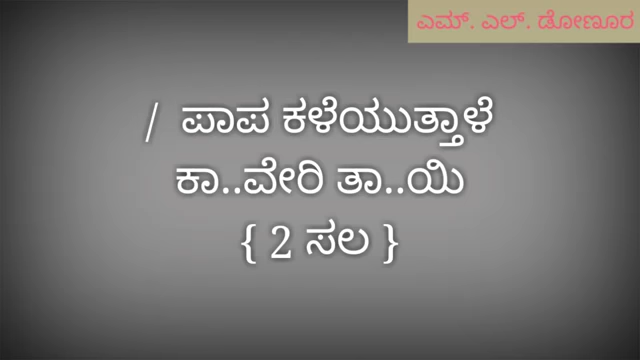 ಎಮ್. ಎಲ್. ಡೋಣೂರ
/ ಪಾಪ ಕಳೆಯುತ್ತಾಳೆ
ಕಾ..ವೇರಿ ತಾ..ಯಿ
{ 2 ಸಲ }